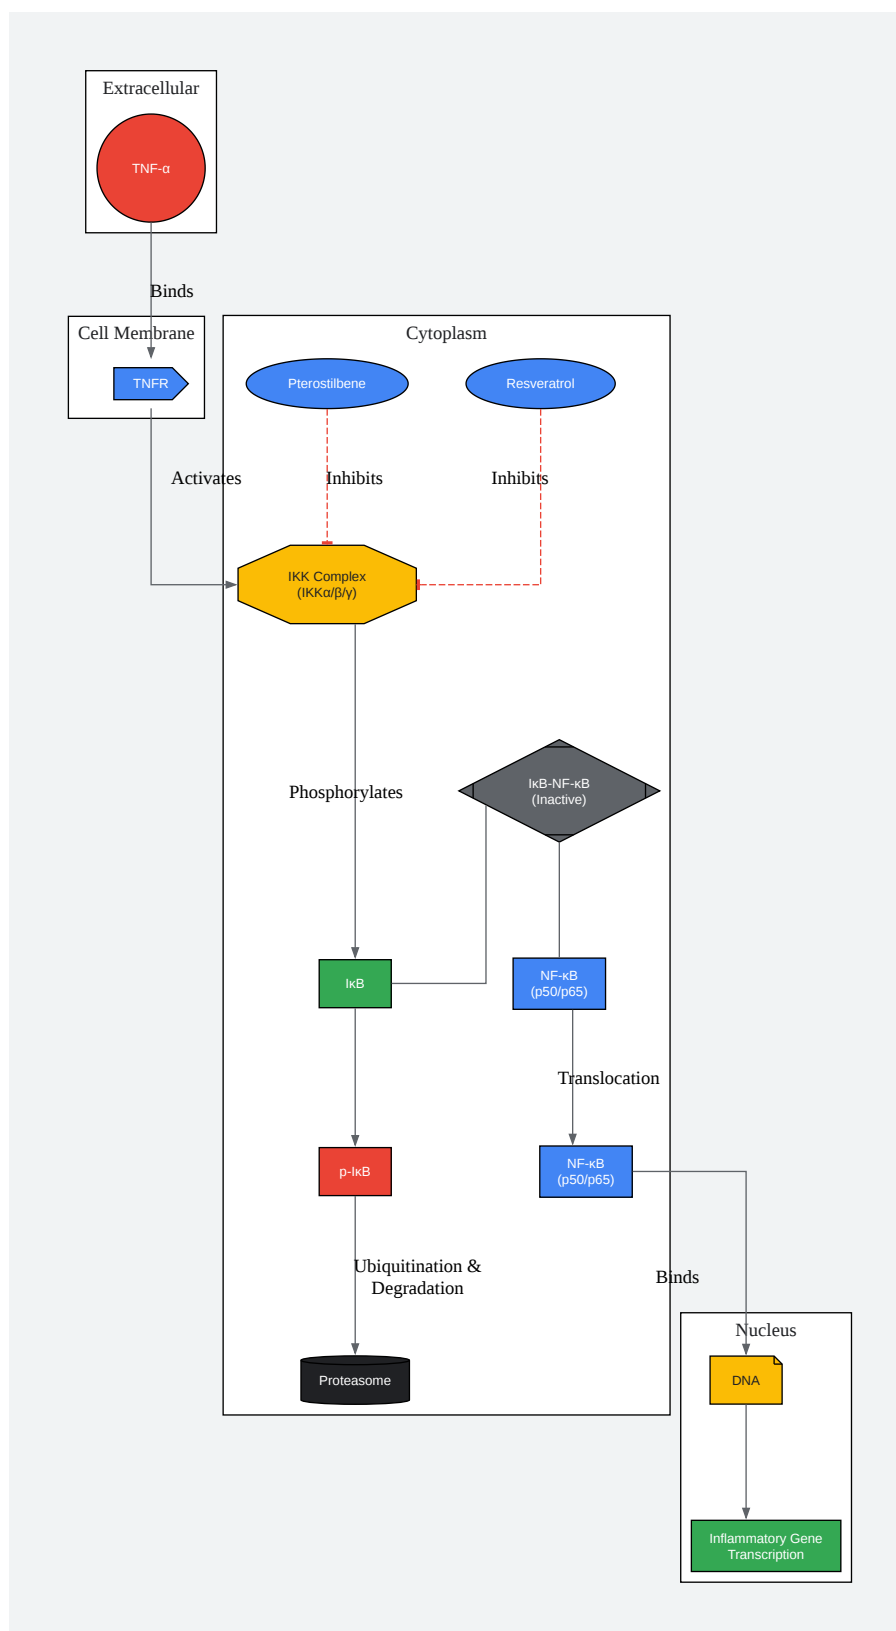 Extracellular
TNF-α
Binds
Cell Membrane
TNFR
Cytoplasm
Pterostilbene
Resveratrol
Activates
Inhibits
Inhibits
IKK Complex
(IKKα/β/γ)
Phosphorylates
IκB-NF-κB
(Inactive)
IκB
NF-κB
(p50/p65)
Translocation
p-IκB
NF-κB
(p50/p65)
Ubiquitination &
Degradation
Binds
Proteasome
Nucleus
DNA
Inflammatory Gene
Transcription